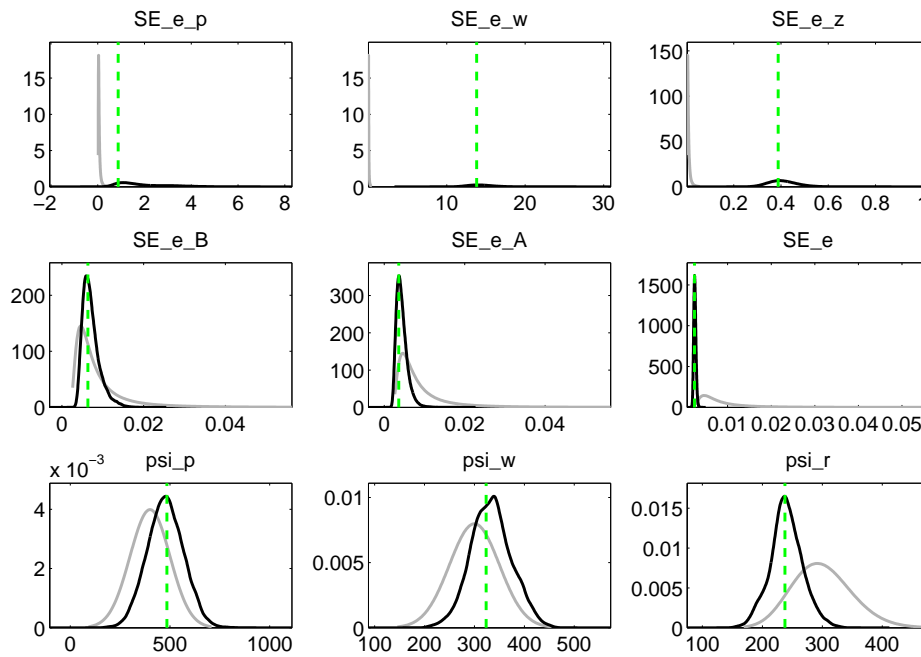 SE_e_p SE_e_w SE_e_z
15
10
5
0
−2 0 2 4 6 8
15
10
5
0
10 20 30
150
100
50
0
0.2 0.4 0.6 0.8 1
SE_e_B SE_e_A SE_e
200
100
0
0 0.02 0.04
300
200
100
0
0 0.02 0.04
1500
1000
500
0
0.01 0.02 0.03 0.04 0.05
psi_p psi_w psi_r
x 10−3
4
2
0
0 500 1000
0.01
0.005
0
100 200 300 400 500
0.015
0.01
0.005
0
100 200 300 400